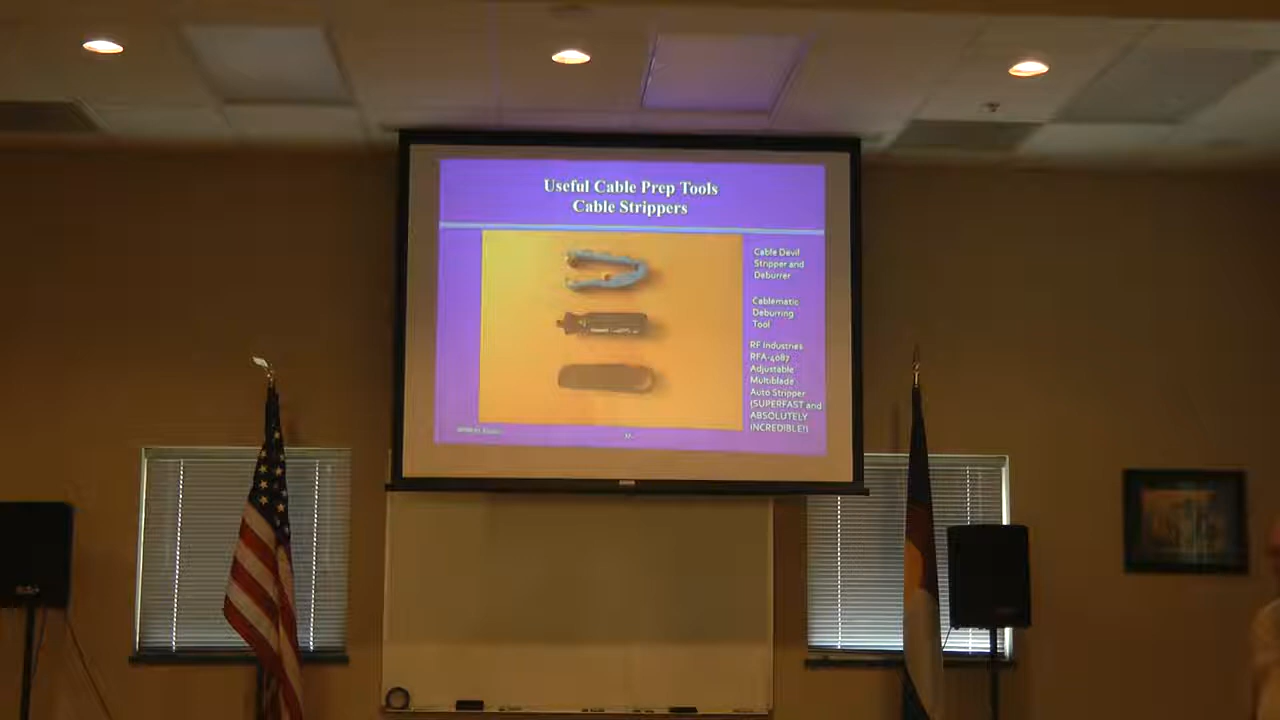 Useful Cable Prep Tools
Cable Strippers
Cable Devil
Stripper and
Deburrer
Cablematic
Deburring
Tool
RF Industries
RFA-4087
Adjustable
Multiblade
Auto Stripper
(SUPERFAST and
ABSOLUTELY
INCREDIBLE!)